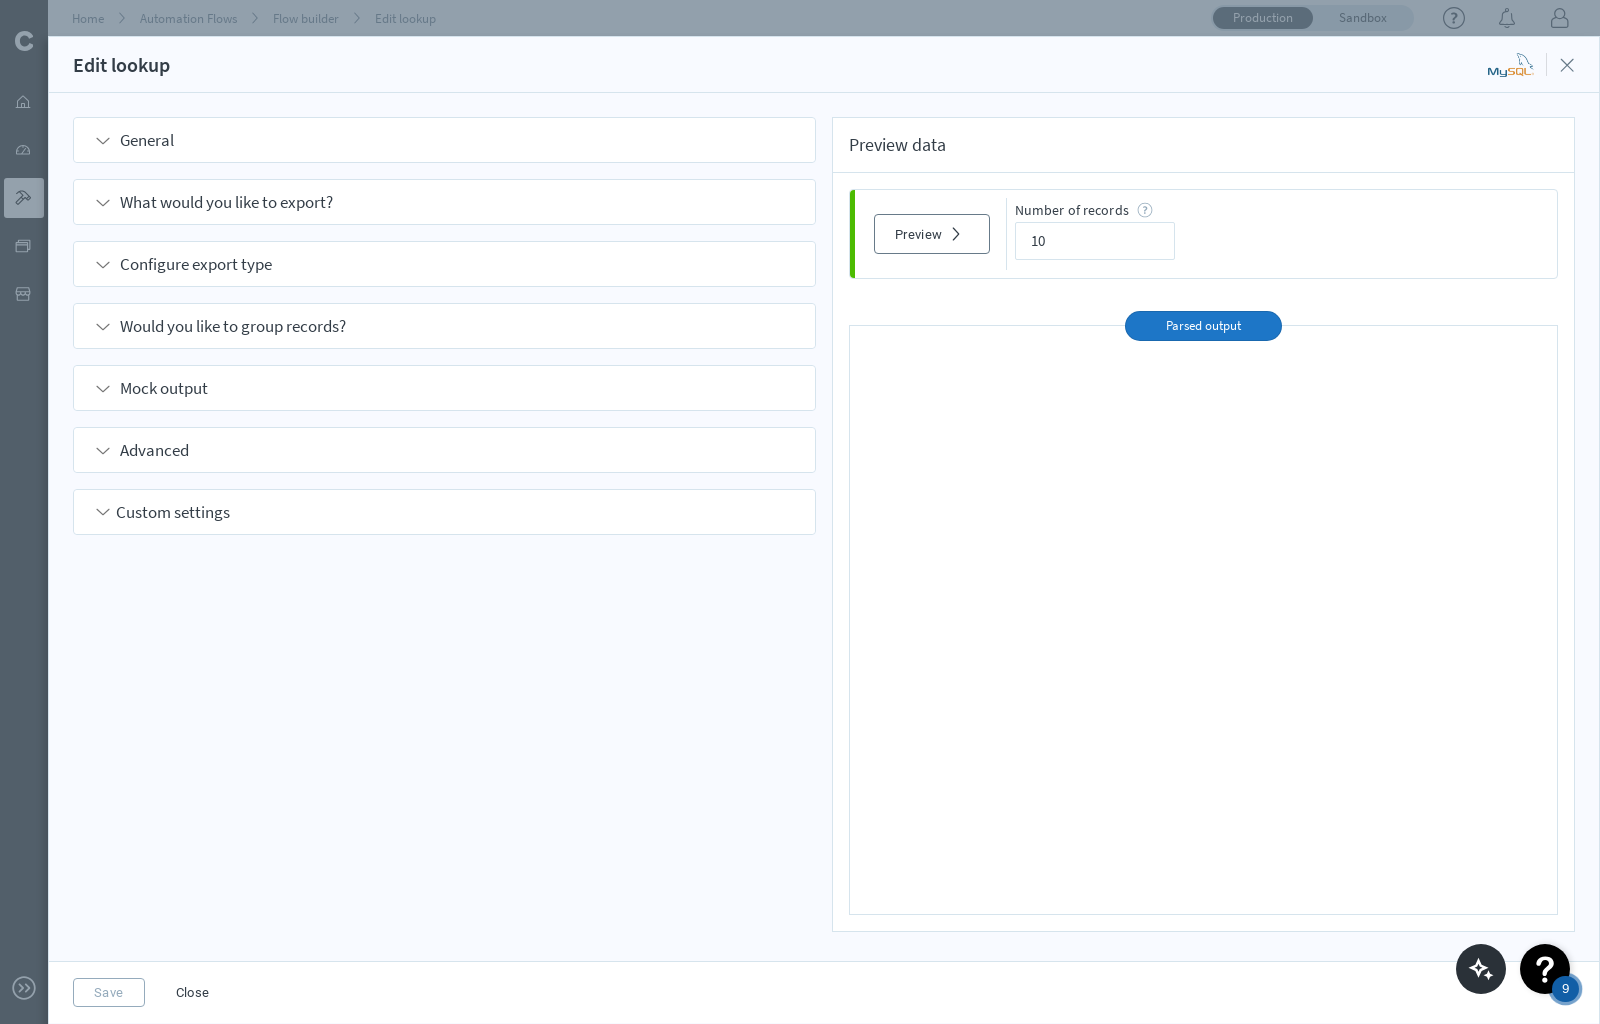 Home Automation Flows Flow builder Edit lookup Production Sandbox
Edit lookup MySQL
General
What would you like to export?
Configure export type
Would you like to group records?
Mock output
Advanced
Custom settings
Preview data
Preview
Number of records
10
Parsed output
Save Close
9